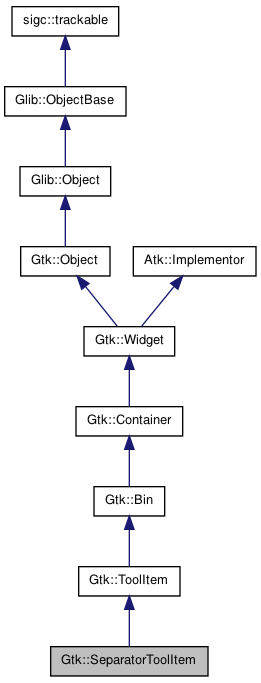 sigc::trackable
Glib::ObjectBase
Glib::Object
Gtk::Object
Atk::Implementor
Gtk::Widget
Gtk::Container
Gtk::Bin
Gtk::ToolItem
Gtk::SeparatorToolItem